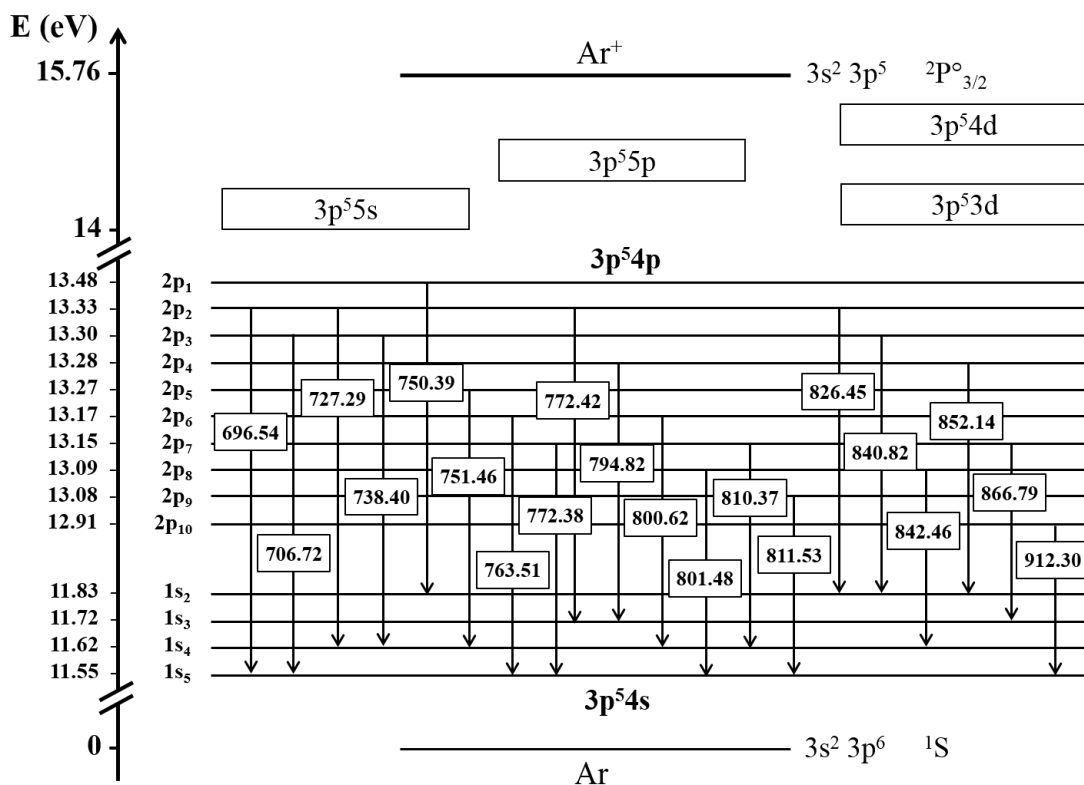 E (eV)
15.76
Ar⁺
3s² 3p⁵ ²P°₃/₂
3p⁵4d
3p⁵5p
3p⁵5s
3p⁵3d
14
3p⁵4p
13.48 2p₁
13.33 2p₂
13.30 2p₃
13.28 2p₄
13.27 2p₅
13.17 2p₆
13.15 2p₇
13.09 2p₈
13.08 2p₉
12.91 2p₁₀
696.54
706.72
727.29
738.40
750.39
751.46
763.51
772.38
772.42
794.82
800.62
801.48
810.37
811.53
826.45
840.82
842.46
852.14
866.79
912.30
11.83 1s₂
11.72 1s₃
11.62 1s₄
11.55 1s₅
3p⁵4s
0
3s² 3p⁶ ¹S
Ar